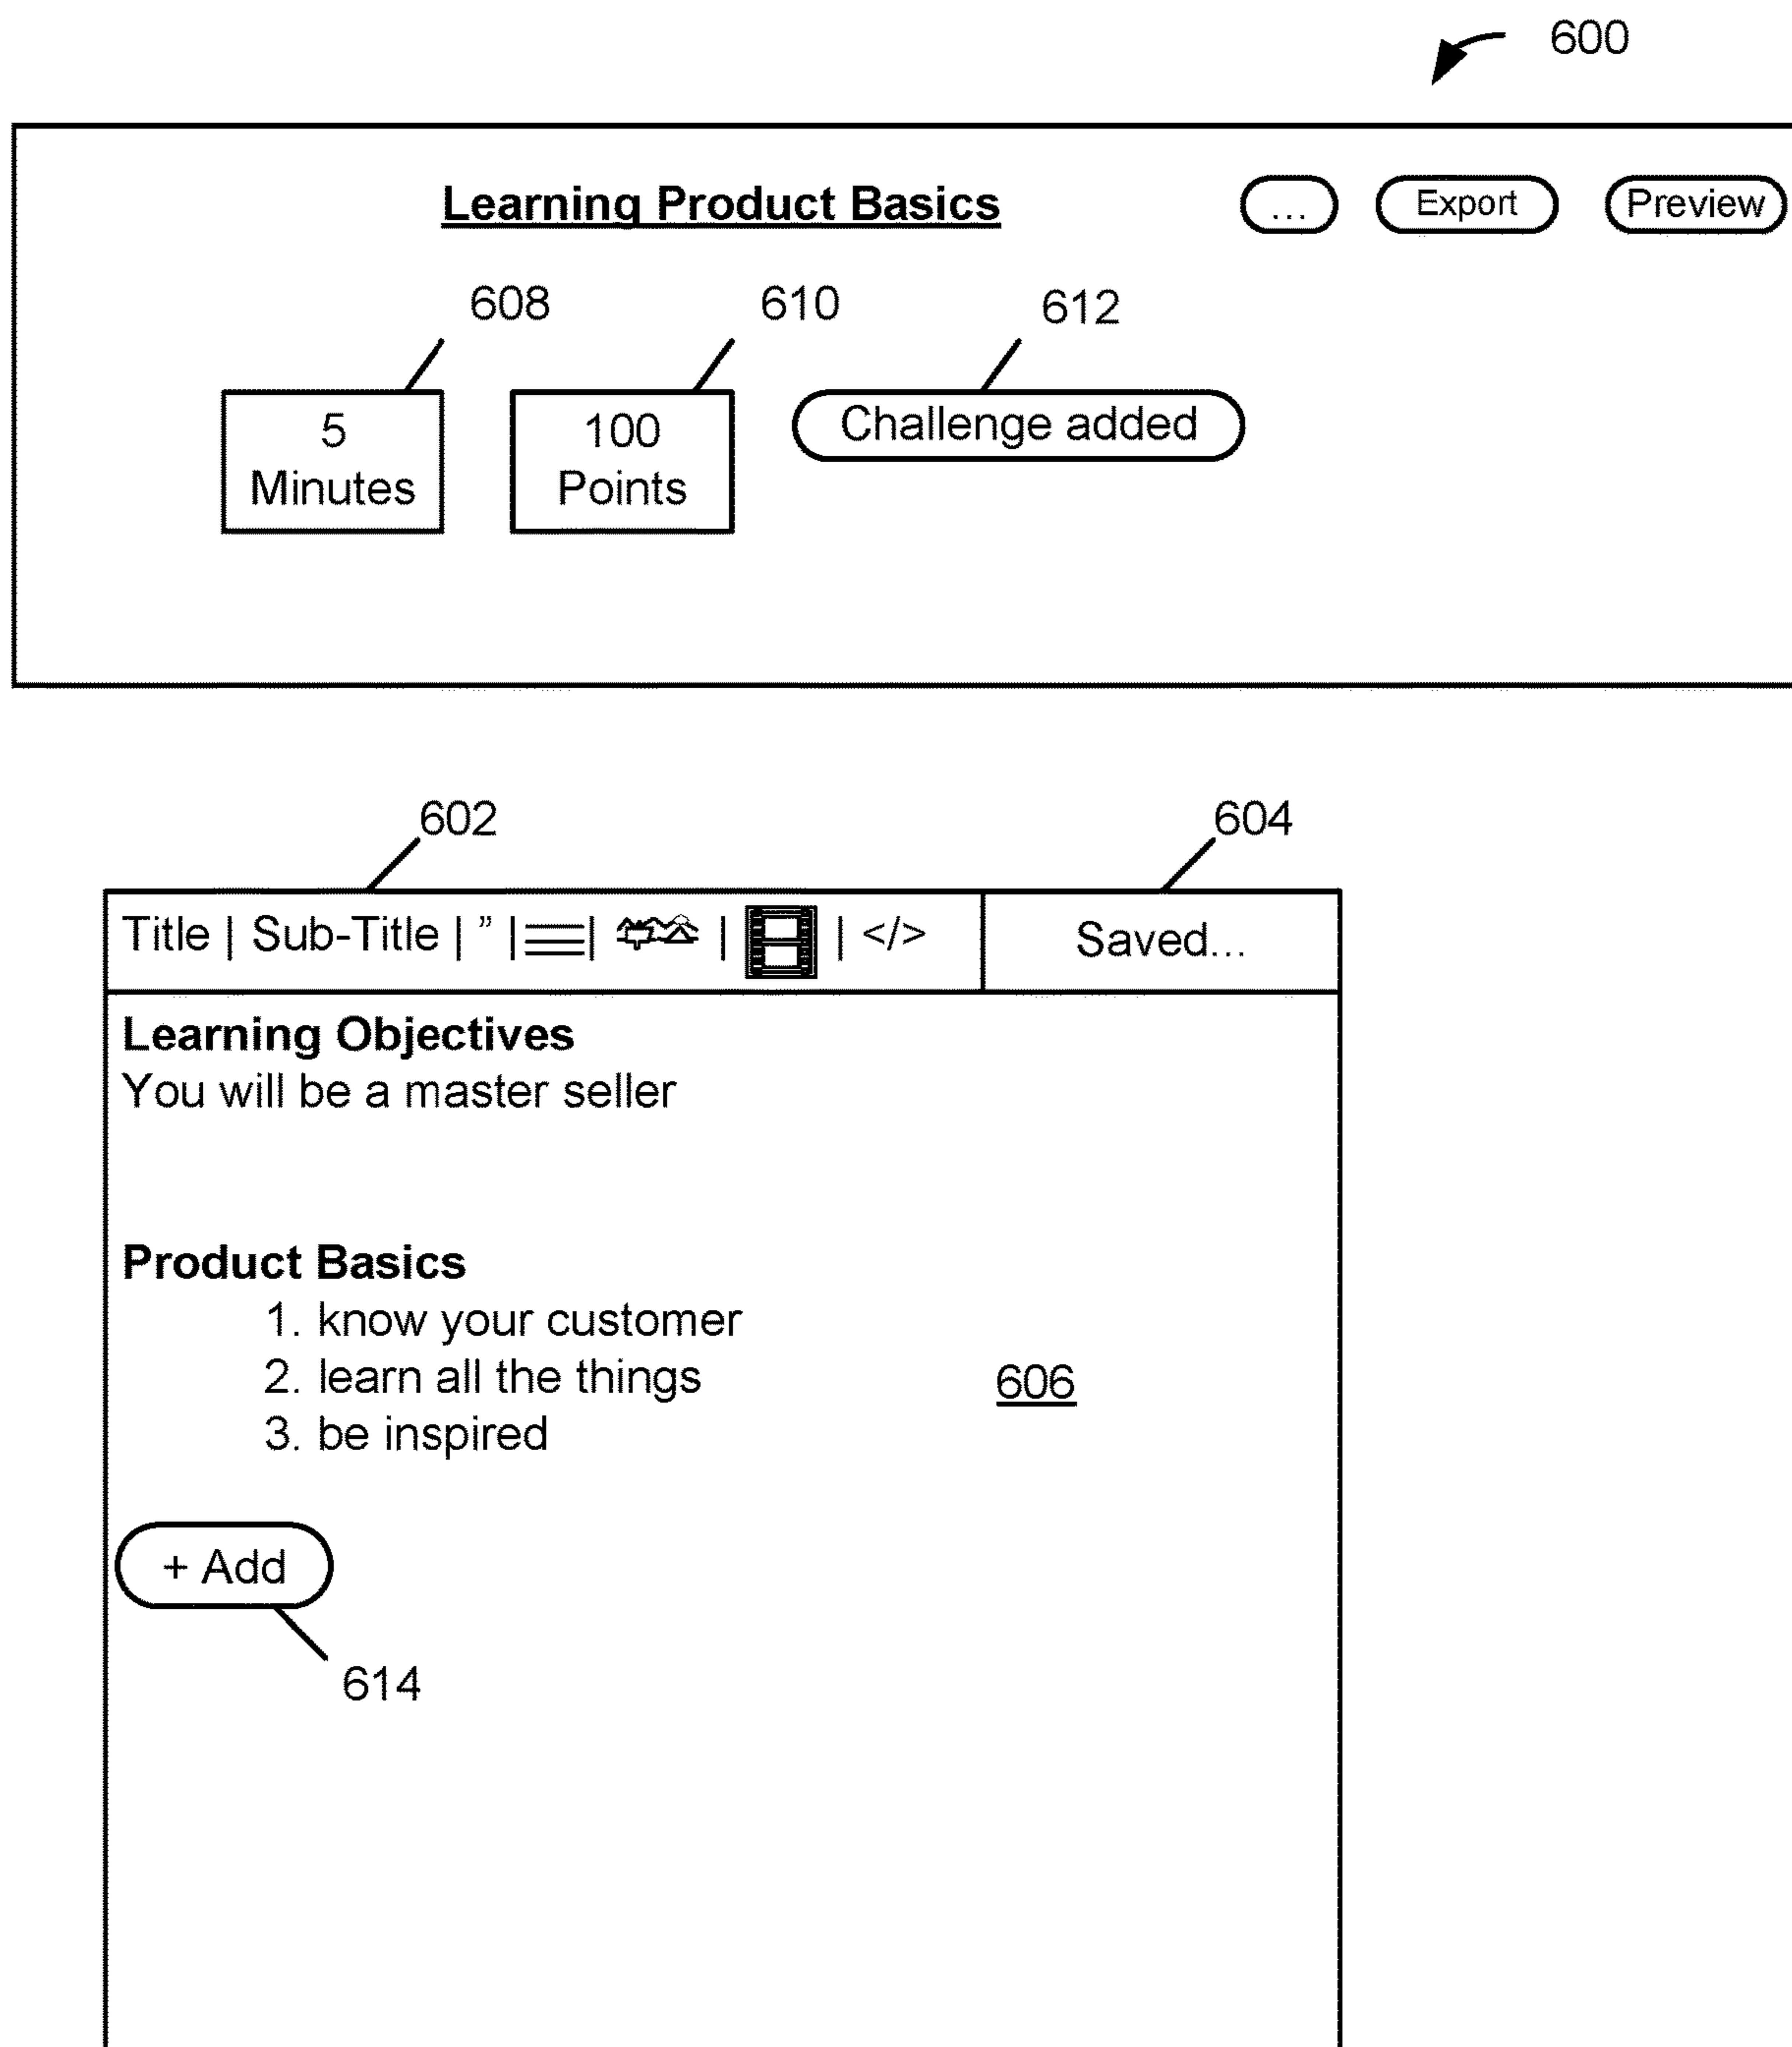 600
Learning Product Basics ... Export Preview
608 610 612
5 Minutes
100 Points
Challenge added
602 604
Title | Sub-Title | ” | | | | </> Saved...
Learning Objectives
You will be a master seller
Product Basics
1. know your customer
2. learn all the things
606
3. be inspired
+ Add
614